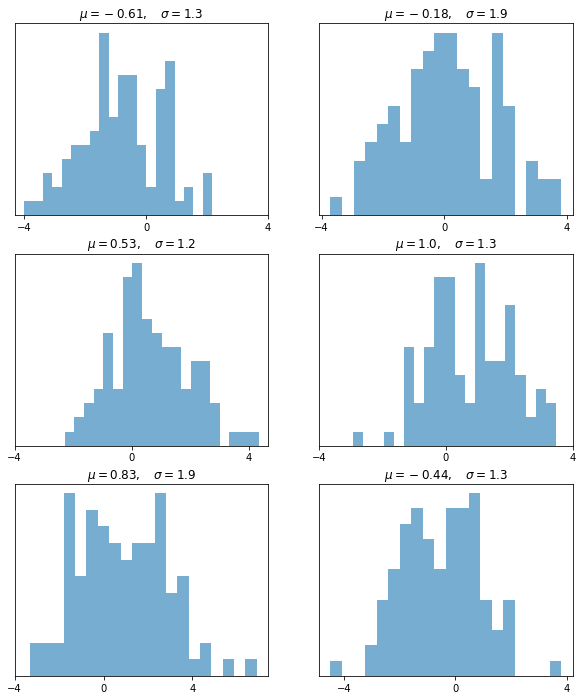 μ = −0.61,    σ = 1.3
μ = −0.18,    σ = 1.9
−4 0 4
−4 0 4
μ = 0.53,    σ = 1.2
μ = 1.0,    σ = 1.3
−4 0 4
−4 0 4
μ = 0.83,    σ = 1.9
μ = −0.44,    σ = 1.3
−4 0 4
−4 0 4